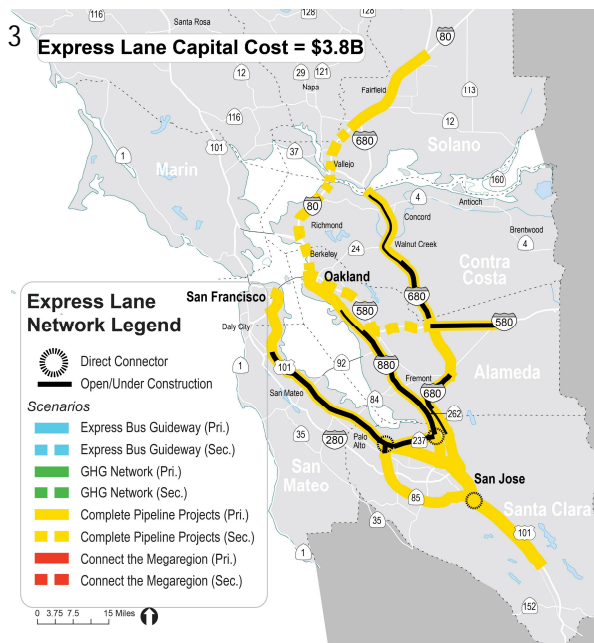 3
Express Lane Capital Cost = $3.8B
128
128
Santa Rosa
80
12
29
121
Napa
Fairfield
113
116
116
12
Solano
1
101
37
680
Marin
Vallejo
160
4
Antioch
80
Concord
Richmond
Brentwood
Walnut Creek
4
24
Berkeley
Contra
Costa
Oakland
680
San Francisco
580
580
Daly City
880
Alameda
92
1
101
Fremont
San Mateo
84
680
262
35
280
Palo
Alto
237
San
Mateo
San Jose
85
Santa Clara
35
101
1
152
Express Lane
Network Legend
Direct Connector
Open/Under Construction
Scenarios
Express Bus Guideway (Pri.)
Express Bus Guideway (Sec.)
GHG Network (Pri.)
GHG Network (Sec.)
Complete Pipeline Projects (Pri.)
Complete Pipeline Projects (Sec.)
Connect the Megaregion (Pri.)
Connect the Megaregion (Sec.)
0 3.75 7.5 15 Miles